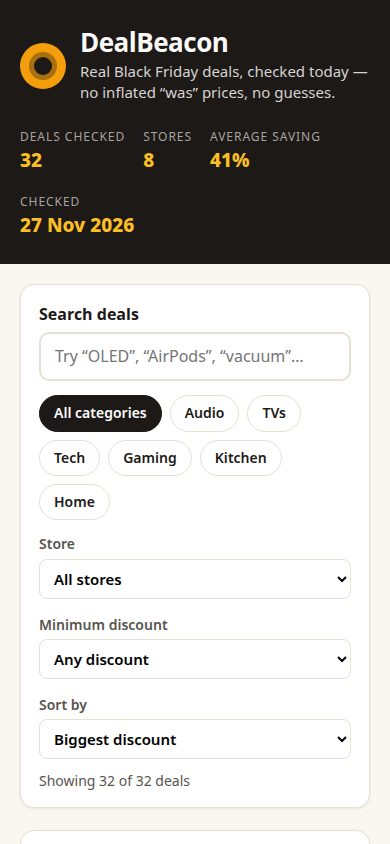 DealBeacon
Real Black Friday deals, checked today —
no inflated “was” prices, no guesses.
DEALS CHECKED STORES AVERAGE SAVING
32 8 41%
CHECKED
27 Nov 2026
Search deals
Try “OLED”, “AirPods”, “vacuum”…
All categories Audio TVs
Tech Gaming Kitchen
Home
Store
All stores
Minimum discount
Any discount
Sort by
Biggest discount
Showing 32 of 32 deals